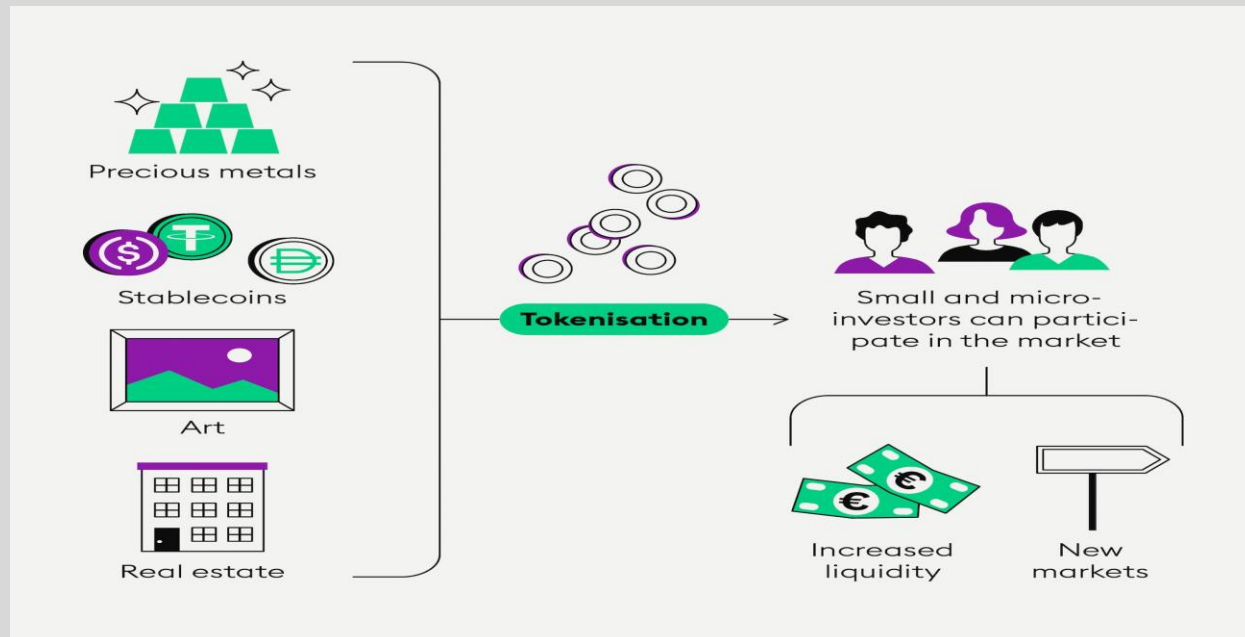 Precious metals
Stablecoins
Art
Real estate
Tokenisation
Small and micro-
investors can partici-
pate in the market
Increased
liquidity
New
markets